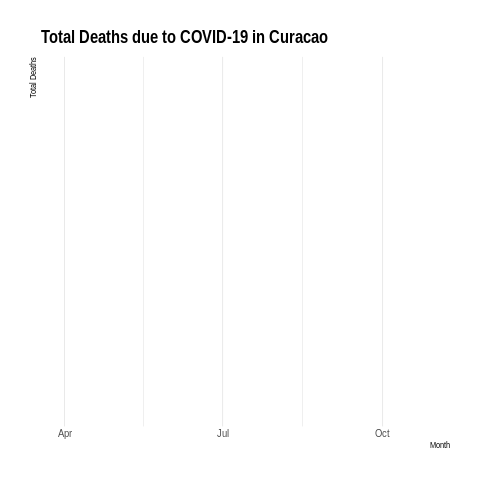 Total Deaths due to COVID-19 in Curacao
Total Deaths
Apr
Jul
Oct
Month